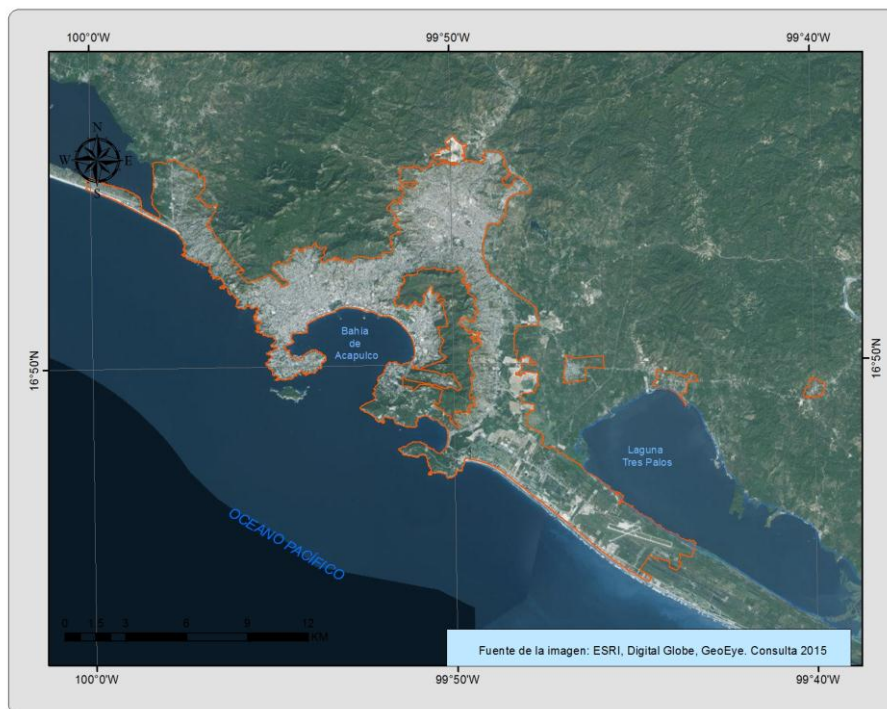 100°0'W 99°50'W 99°40'W
N
W E
S
16°50'N 16°50'N
Bahía
de
Acapulco
Laguna
Tres Palos
OCEANO PACÍFICO
0 1.5 3 6 9 12
KM
Fuente de la imagen: ESRI, Digital Globe, GeoEye. Consulta 2015
100°0'W 99°50'W 99°40'W